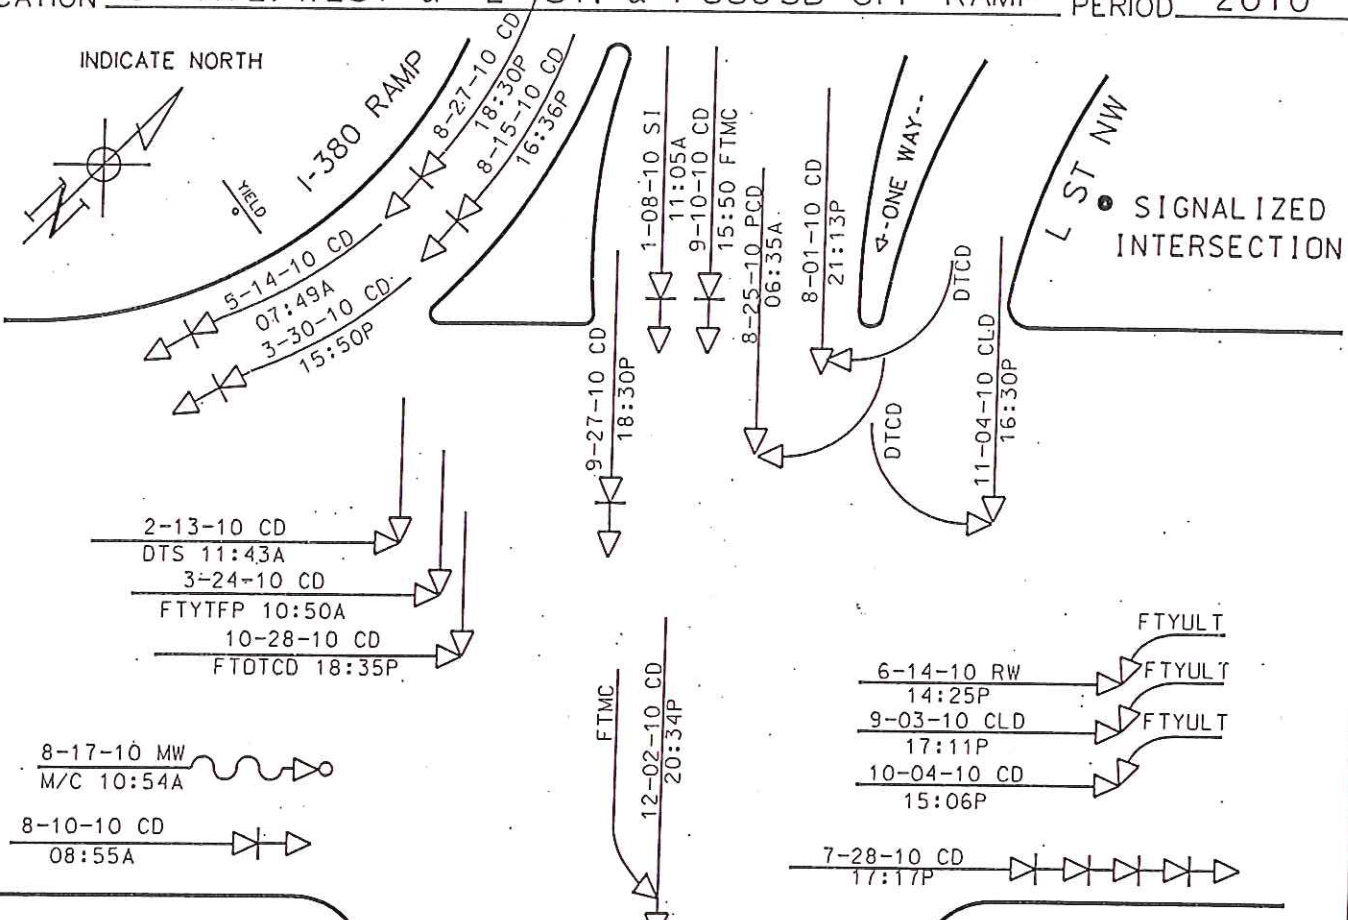 OFF RAMP PERIOD 2010
INDICATE NORTH
N
YIELD
I-380 RAMP
8-27-10 CD
18:30P
8-15-10 CD
16:36P
5-14-10 CD
07:49A
3-30-10 CD
15:50P
1-08-10 SI
11:05A
9-10-10 CD
15:50 FTMC
8-25-10 PCD
06:35A
8-01-10 CD
21:13P
--ONE WAY--
DTCD
L ST NW
SIGNALIZED
INTERSECTION
9-27-10 CD
18:30P
DTCD
11-04-10 CLD
16:30P
2-13-10 CD
DTS 11:43A
3-24-10 CD
FTYTFP 10:50A
10-28-10 CD
FTOTCD 18:35P
FTYULT
6-14-10 RW
14:25P
FTYULT
9-03-10 CLD
17:11P
FTYULT
10-04-10 CD
15:06P
FTMC
12-02-10 CD
20:34P
8-17-10 MW
M/C 10:54A
8-10-10 CD
08:55A
7-28-10 CD
17:17P